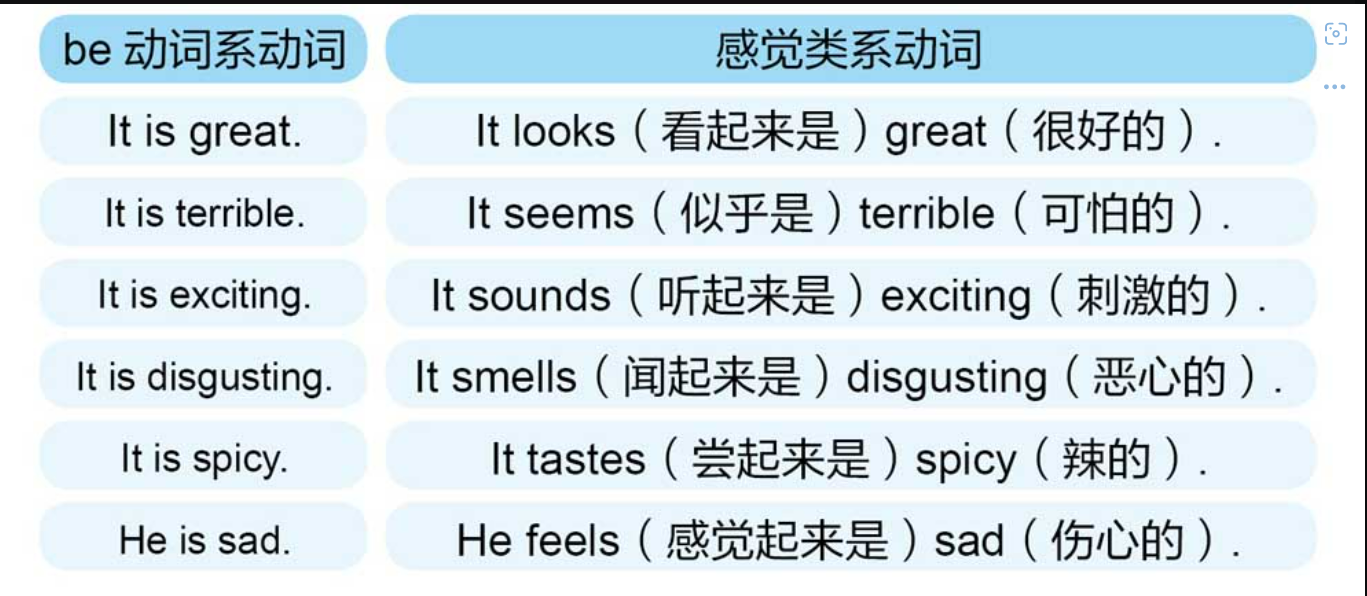 be 动词系动词 感觉类系动词
It is great. It looks（看起来是）great（很好的）.
It is terrible. It seems（似乎是）terrible（可怕的）.
It is exciting. It sounds（听起来是）exciting（刺激的）.
It is disgusting. It smells（闻起来是）disgusting（恶心的）.
It is spicy. It tastes（尝起来是）spicy（辣的）.
He is sad. He feels（感觉起来是）sad（伤心的）.